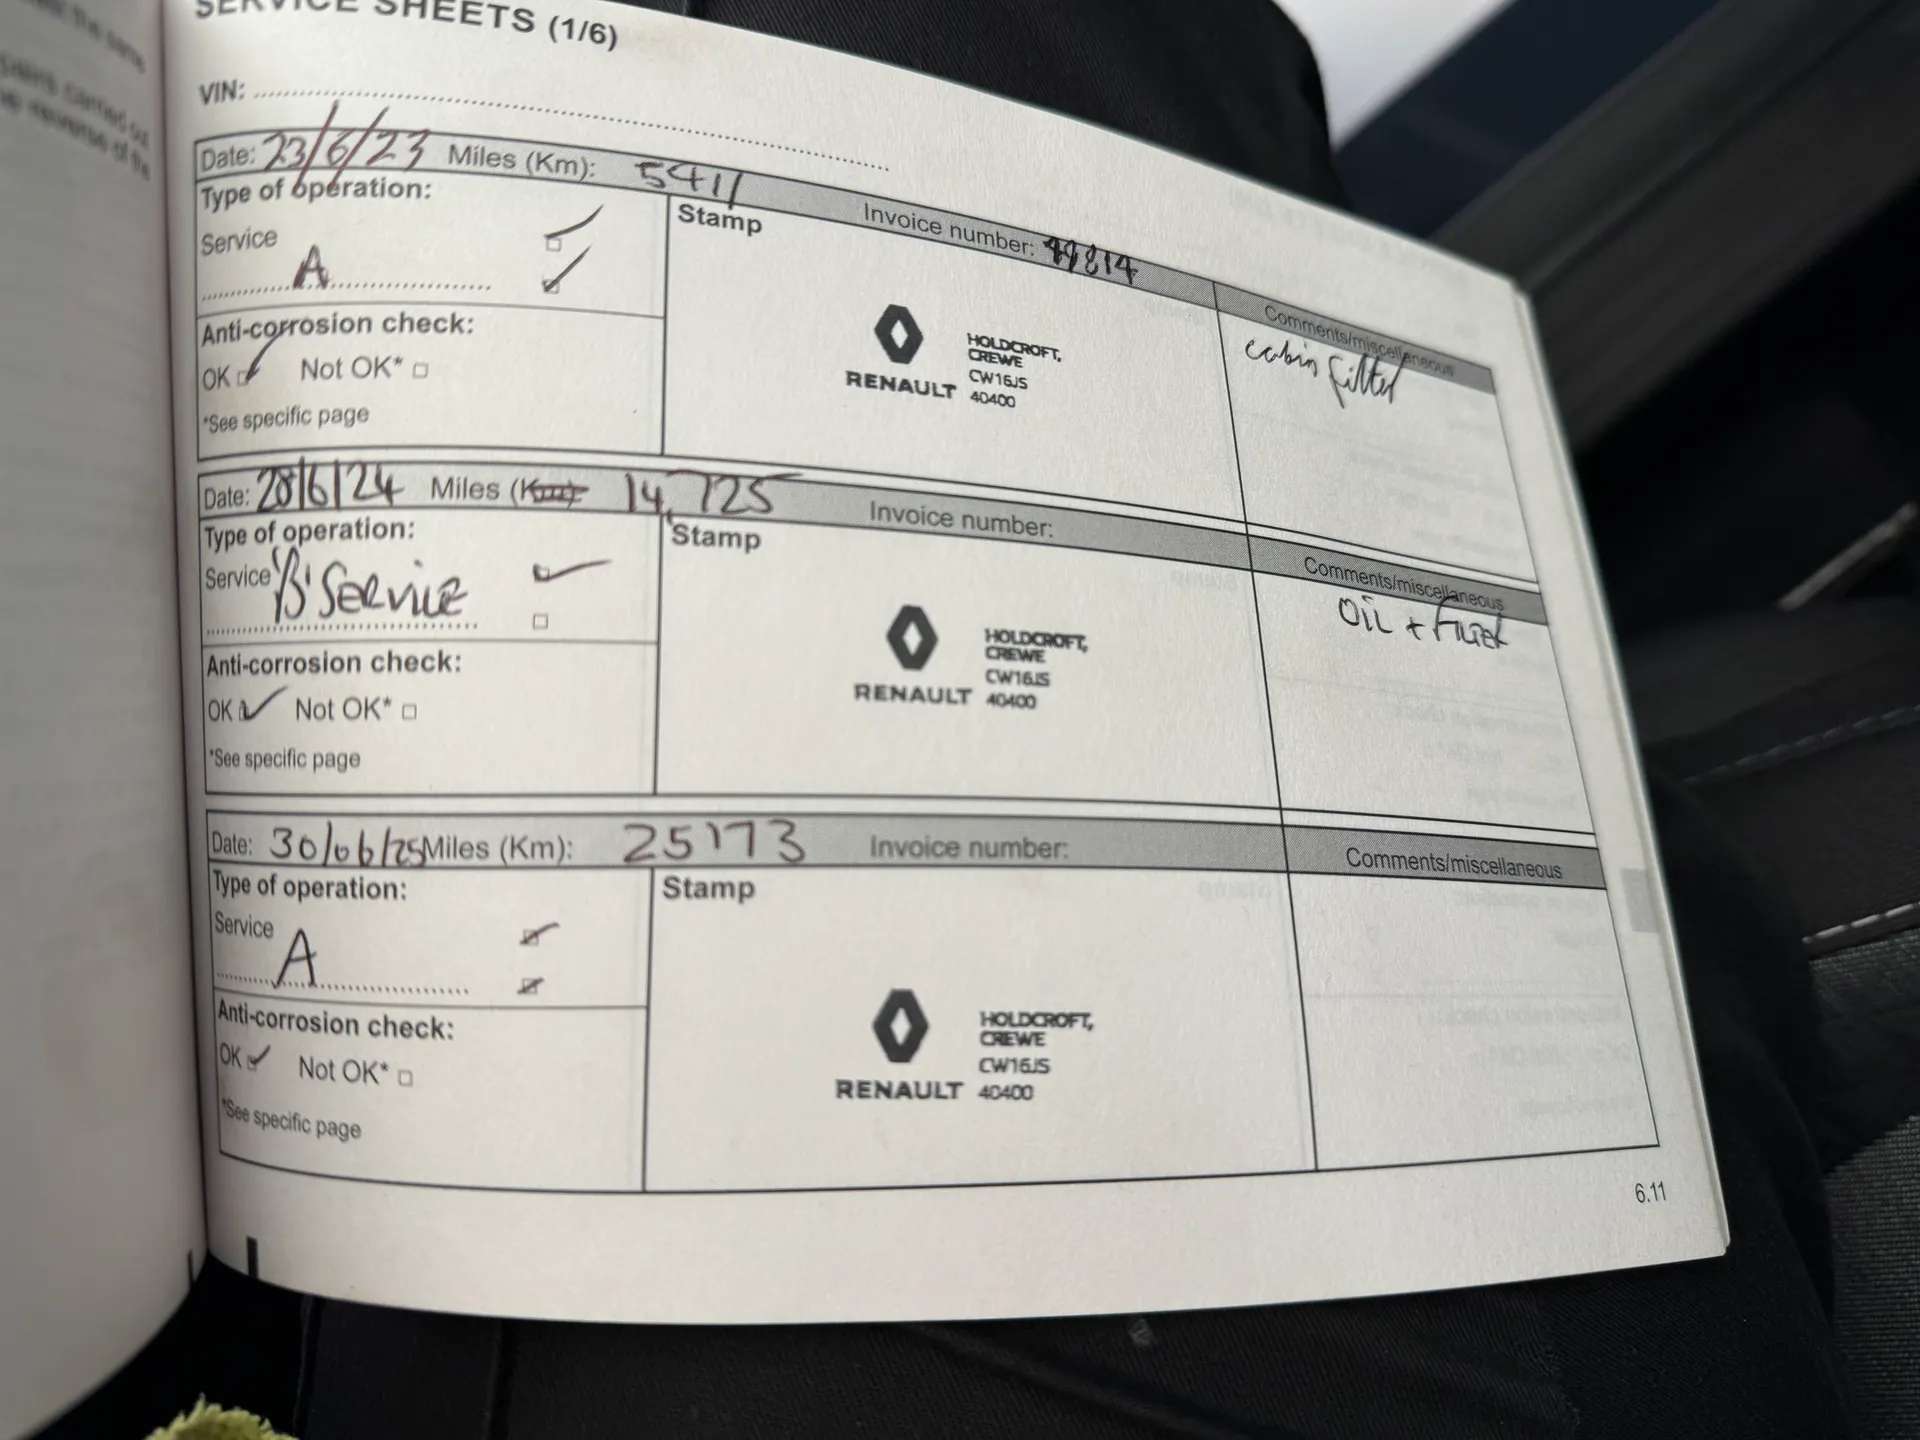 SERVICE SHEETS (1/6)
VIN:
Date: 23/6/23 Miles (Km): 5411 Invoice number: 49814
Type of operation:
Service
A
Stamp
Comments/miscellaneous
cabin filter
Anti-corrosion check:
OK Not OK*
*See specific page
RENAULT
HOLDCROFT,
CREWE
CW16JS
40400
Date: 28/6/24 Miles (Km) 14,725 Invoice number:
Type of operation:
Service 'B' Service
Stamp
Comments/miscellaneous
Oil + Filter
Anti-corrosion check:
OK Not OK*
*See specific page
RENAULT
HOLDCROFT,
CREWE
CW16JS
40400
Date: 30/06/25 Miles (Km): 25173 Invoice number:
Type of operation:
Service
A
Stamp
Comments/miscellaneous
Anti-corrosion check:
OK Not OK*
*See specific page
RENAULT
HOLDCROFT,
CREWE
CW16JS
40400
6.11